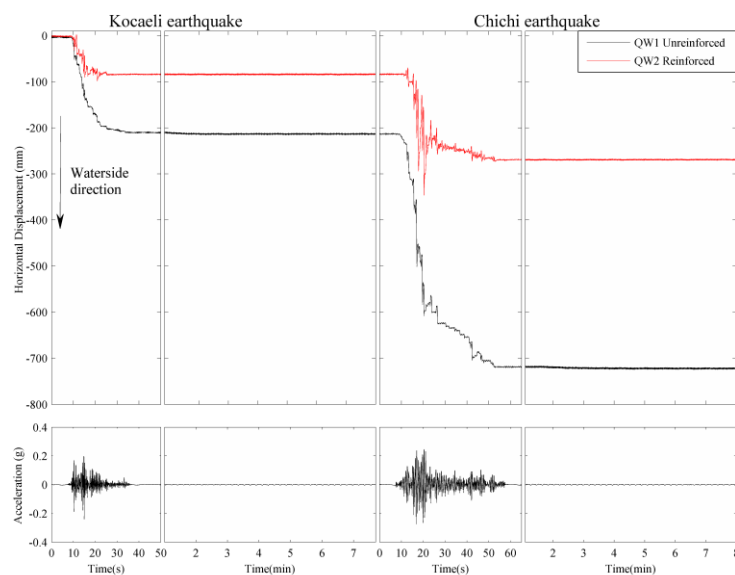 Kocaeli earthquake Chichi earthquake
QW1 Unreinforced
QW2 Reinforced
0
-100
-200
-300
-400
-500
-600
-700
-800
Horizontal Displacement (mm)
Waterside
direction
0.4
0.2
0
-0.2
-0.4
Acceleration (g)
0 10 20 30 40 50 2 3 4 5 6 7 0 10 20 30 40 50 60 2 3 4 5 6 7 8
Time(s) Time(min) Time(s) Time(min)